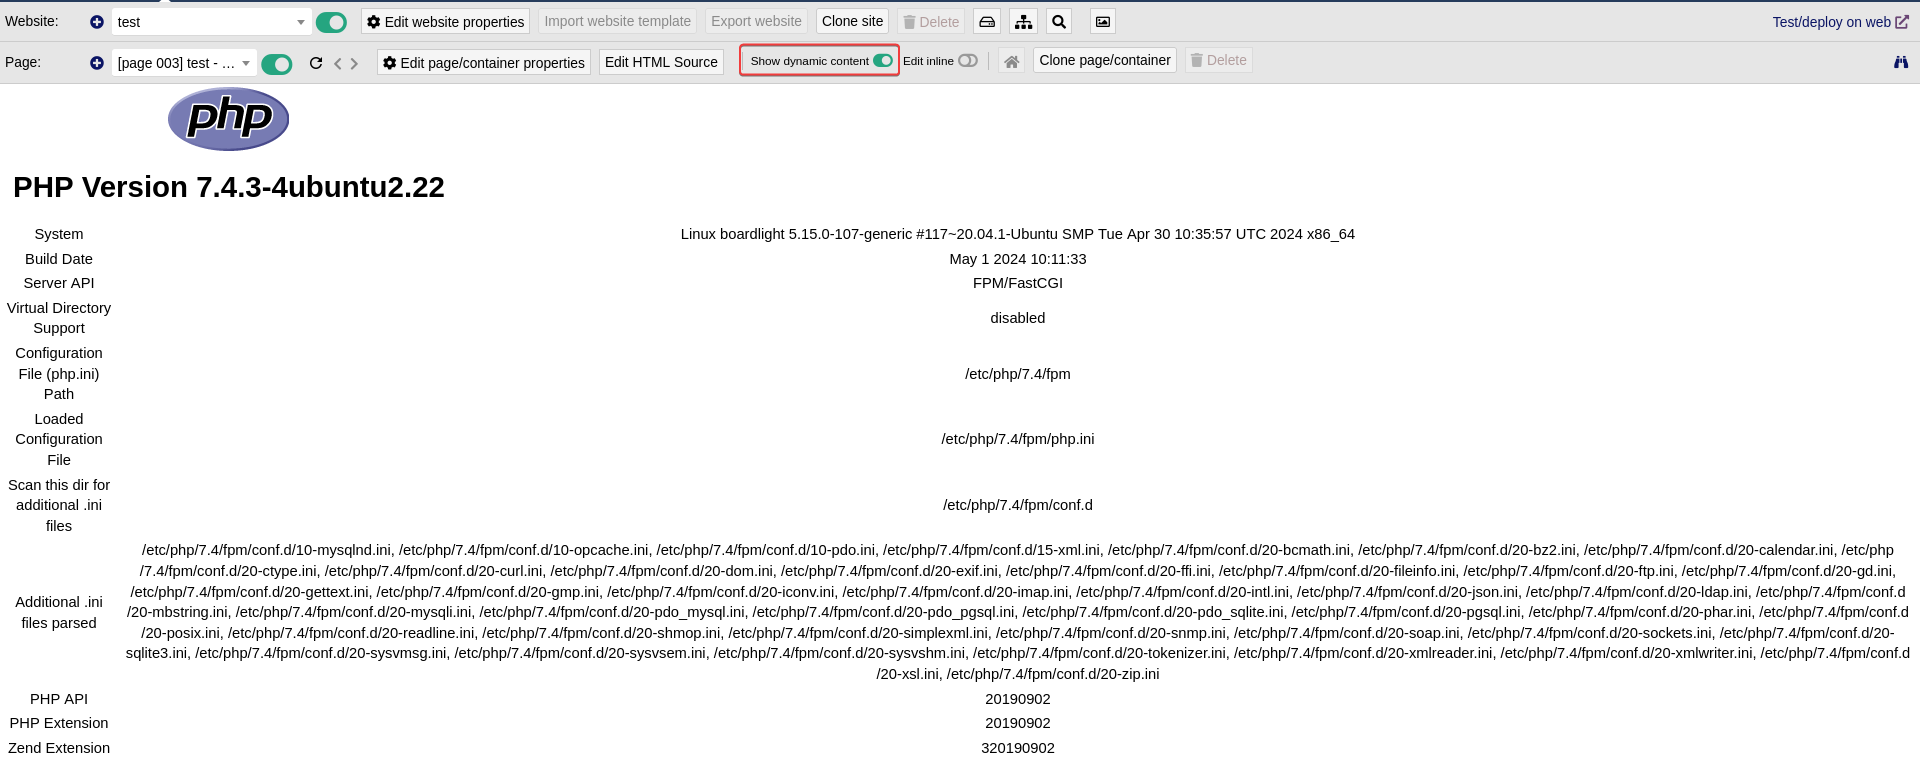 Website: test Edit website properties Import website template Export website Clone site Delete Test/deploy on web
Page: [page 003] test - ... Edit page/container properties Edit HTML Source Show dynamic content Edit inline Clone page/container Delete
php
PHP Version 7.4.3-4ubuntu2.22
System Linux boardlight 5.15.0-107-generic #117~20.04.1-Ubuntu SMP Tue Apr 30 10:35:57 UTC 2024 x86_64
Build Date May 1 2024 10:11:33
Server API FPM/FastCGI
Virtual Directory
Support
disabled
Configuration
File (php.ini)
Path
/etc/php/7.4/fpm
Loaded
Configuration
File
/etc/php/7.4/fpm/php.ini
Scan this dir for
additional .ini
files
/etc/php/7.4/fpm/conf.d
Additional .ini
files parsed
/etc/php/7.4/fpm/conf.d/10-mysqlnd.ini, /etc/php/7.4/fpm/conf.d/10-opcache.ini, /etc/php/7.4/fpm/conf.d/10-pdo.ini, /etc/php/7.4/fpm/conf.d/15-xml.ini, /etc/php/7.4/fpm/conf.d/20-bcmath.ini, /etc/php/7.4/fpm/conf.d/20-bz2.ini, /etc/php/7.4/fpm/conf.d/20-calendar.ini, /etc/php
/7.4/fpm/conf.d/20-ctype.ini, /etc/php/7.4/fpm/conf.d/20-curl.ini, /etc/php/7.4/fpm/conf.d/20-dom.ini, /etc/php/7.4/fpm/conf.d/20-exif.ini, /etc/php/7.4/fpm/conf.d/20-ffi.ini, /etc/php/7.4/fpm/conf.d/20-fileinfo.ini, /etc/php/7.4/fpm/conf.d/20-ftp.ini, /etc/php/7.4/fpm/conf.d/20-gd.ini,
/etc/php/7.4/fpm/conf.d/20-gettext.ini, /etc/php/7.4/fpm/conf.d/20-gmp.ini, /etc/php/7.4/fpm/conf.d/20-iconv.ini, /etc/php/7.4/fpm/conf.d/20-imap.ini, /etc/php/7.4/fpm/conf.d/20-intl.ini, /etc/php/7.4/fpm/conf.d/20-json.ini, /etc/php/7.4/fpm/conf.d/20-ldap.ini, /etc/php/7.4/fpm/conf.d
/20-mbstring.ini, /etc/php/7.4/fpm/conf.d/20-mysqli.ini, /etc/php/7.4/fpm/conf.d/20-pdo_mysql.ini, /etc/php/7.4/fpm/conf.d/20-pdo_pgsql.ini, /etc/php/7.4/fpm/conf.d/20-pdo_sqlite.ini, /etc/php/7.4/fpm/conf.d/20-pgsql.ini, /etc/php/7.4/fpm/conf.d/20-phar.ini, /etc/php/7.4/fpm/conf.d
/20-posix.ini, /etc/php/7.4/fpm/conf.d/20-readline.ini, /etc/php/7.4/fpm/conf.d/20-shmop.ini, /etc/php/7.4/fpm/conf.d/20-simplexml.ini, /etc/php/7.4/fpm/conf.d/20-snmp.ini, /etc/php/7.4/fpm/conf.d/20-soap.ini, /etc/php/7.4/fpm/conf.d/20-sockets.ini, /etc/php/7.4/fpm/conf.d/20-
sqlite3.ini, /etc/php/7.4/fpm/conf.d/20-sysvmsg.ini, /etc/php/7.4/fpm/conf.d/20-sysvsem.ini, /etc/php/7.4/fpm/conf.d/20-sysvshm.ini, /etc/php/7.4/fpm/conf.d/20-tokenizer.ini, /etc/php/7.4/fpm/conf.d/20-xmlreader.ini, /etc/php/7.4/fpm/conf.d/20-xmlwriter.ini, /etc/php/7.4/fpm/conf.d
/20-xsl.ini, /etc/php/7.4/fpm/conf.d/20-zip.ini
PHP API 20190902
PHP Extension 20190902
Zend Extension 320190902